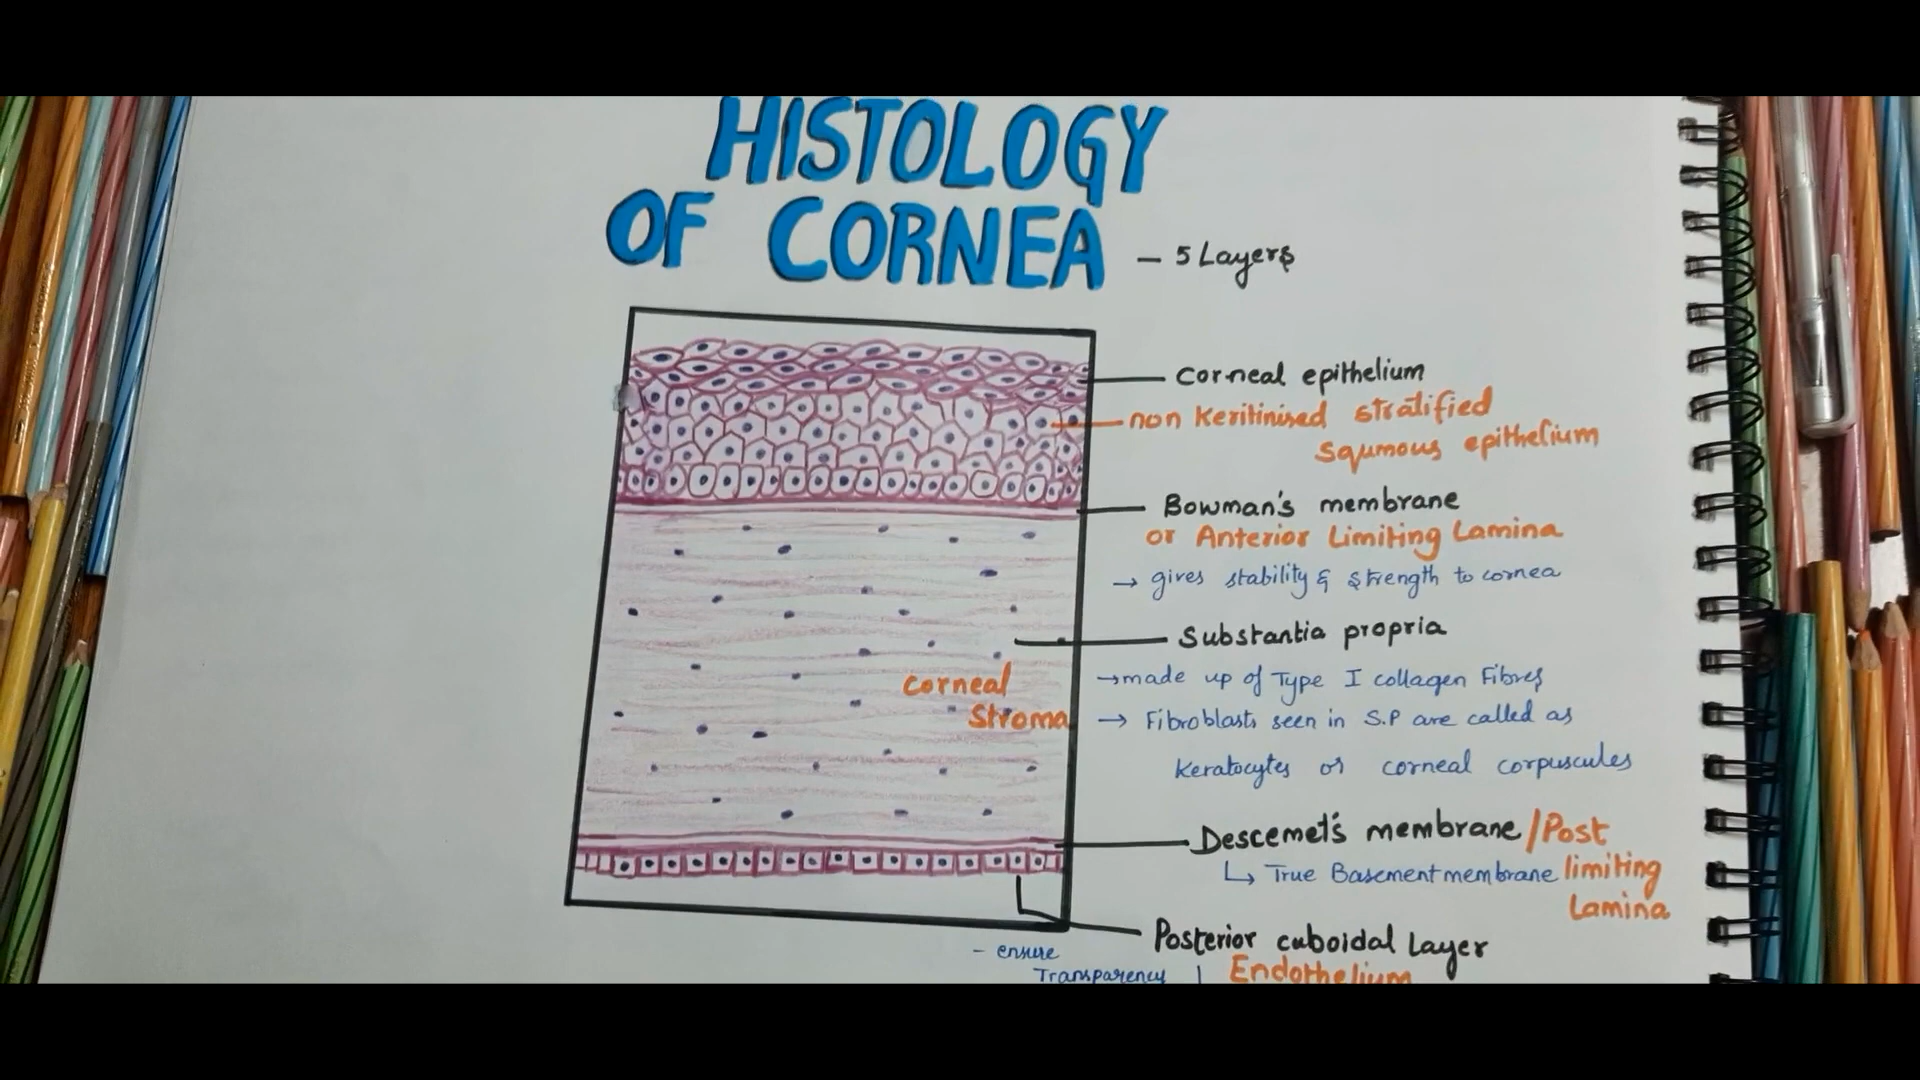 HISTOLOGY
OF CORNEA – 5 Layers
Corneal epithelium
non Keritinised stratified
Squmous epithelium
Bowman's membrane
or Anterior Limiting Lamina
→ gives stability & strength to cornea
Substantia propria
Corneal
Stroma
→ made up of Type I collagen Fibres
→ Fibroblasts seen in S.P are called as
Keratocytes or corneal corpuscules
Descemet's membrane / Post
limiting
Lamina
↳ True Basement membrane
Posterior cuboidal Layer
Endothelium
– ensure
Transparency